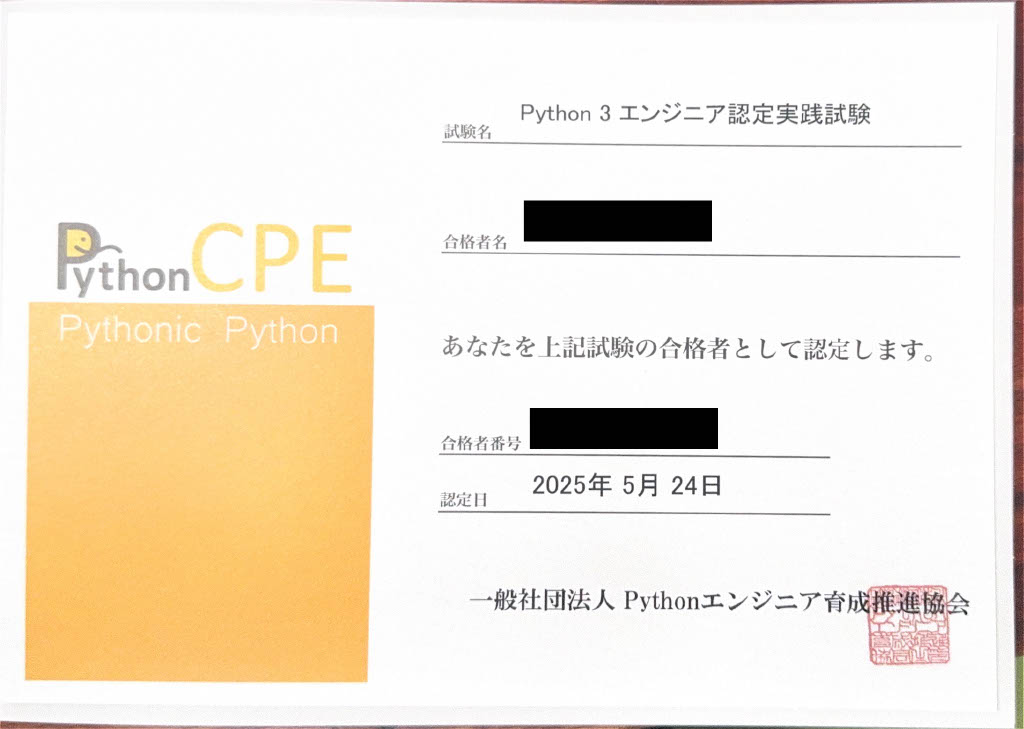 Python CPE
Pythonic Python
試験名 Python 3 エンジニア認定実践試験
合格者名
あなたを上記試験の合格者として認定します。
合格者番号
認定日 2025年 5月 24日
一般社団法人 Pythonエンジニア育成推進協会